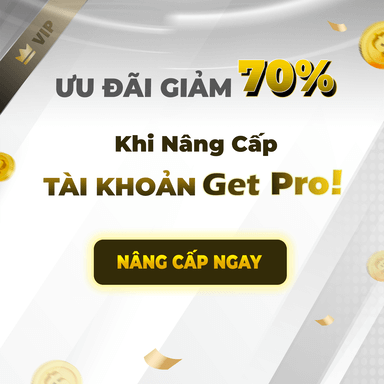 VIP
ƯU ĐÃI GIẢM 70%
Khi Nâng Cấp
TÀI KHOẢN Get Pro!
NÂNG CẤP NGAY